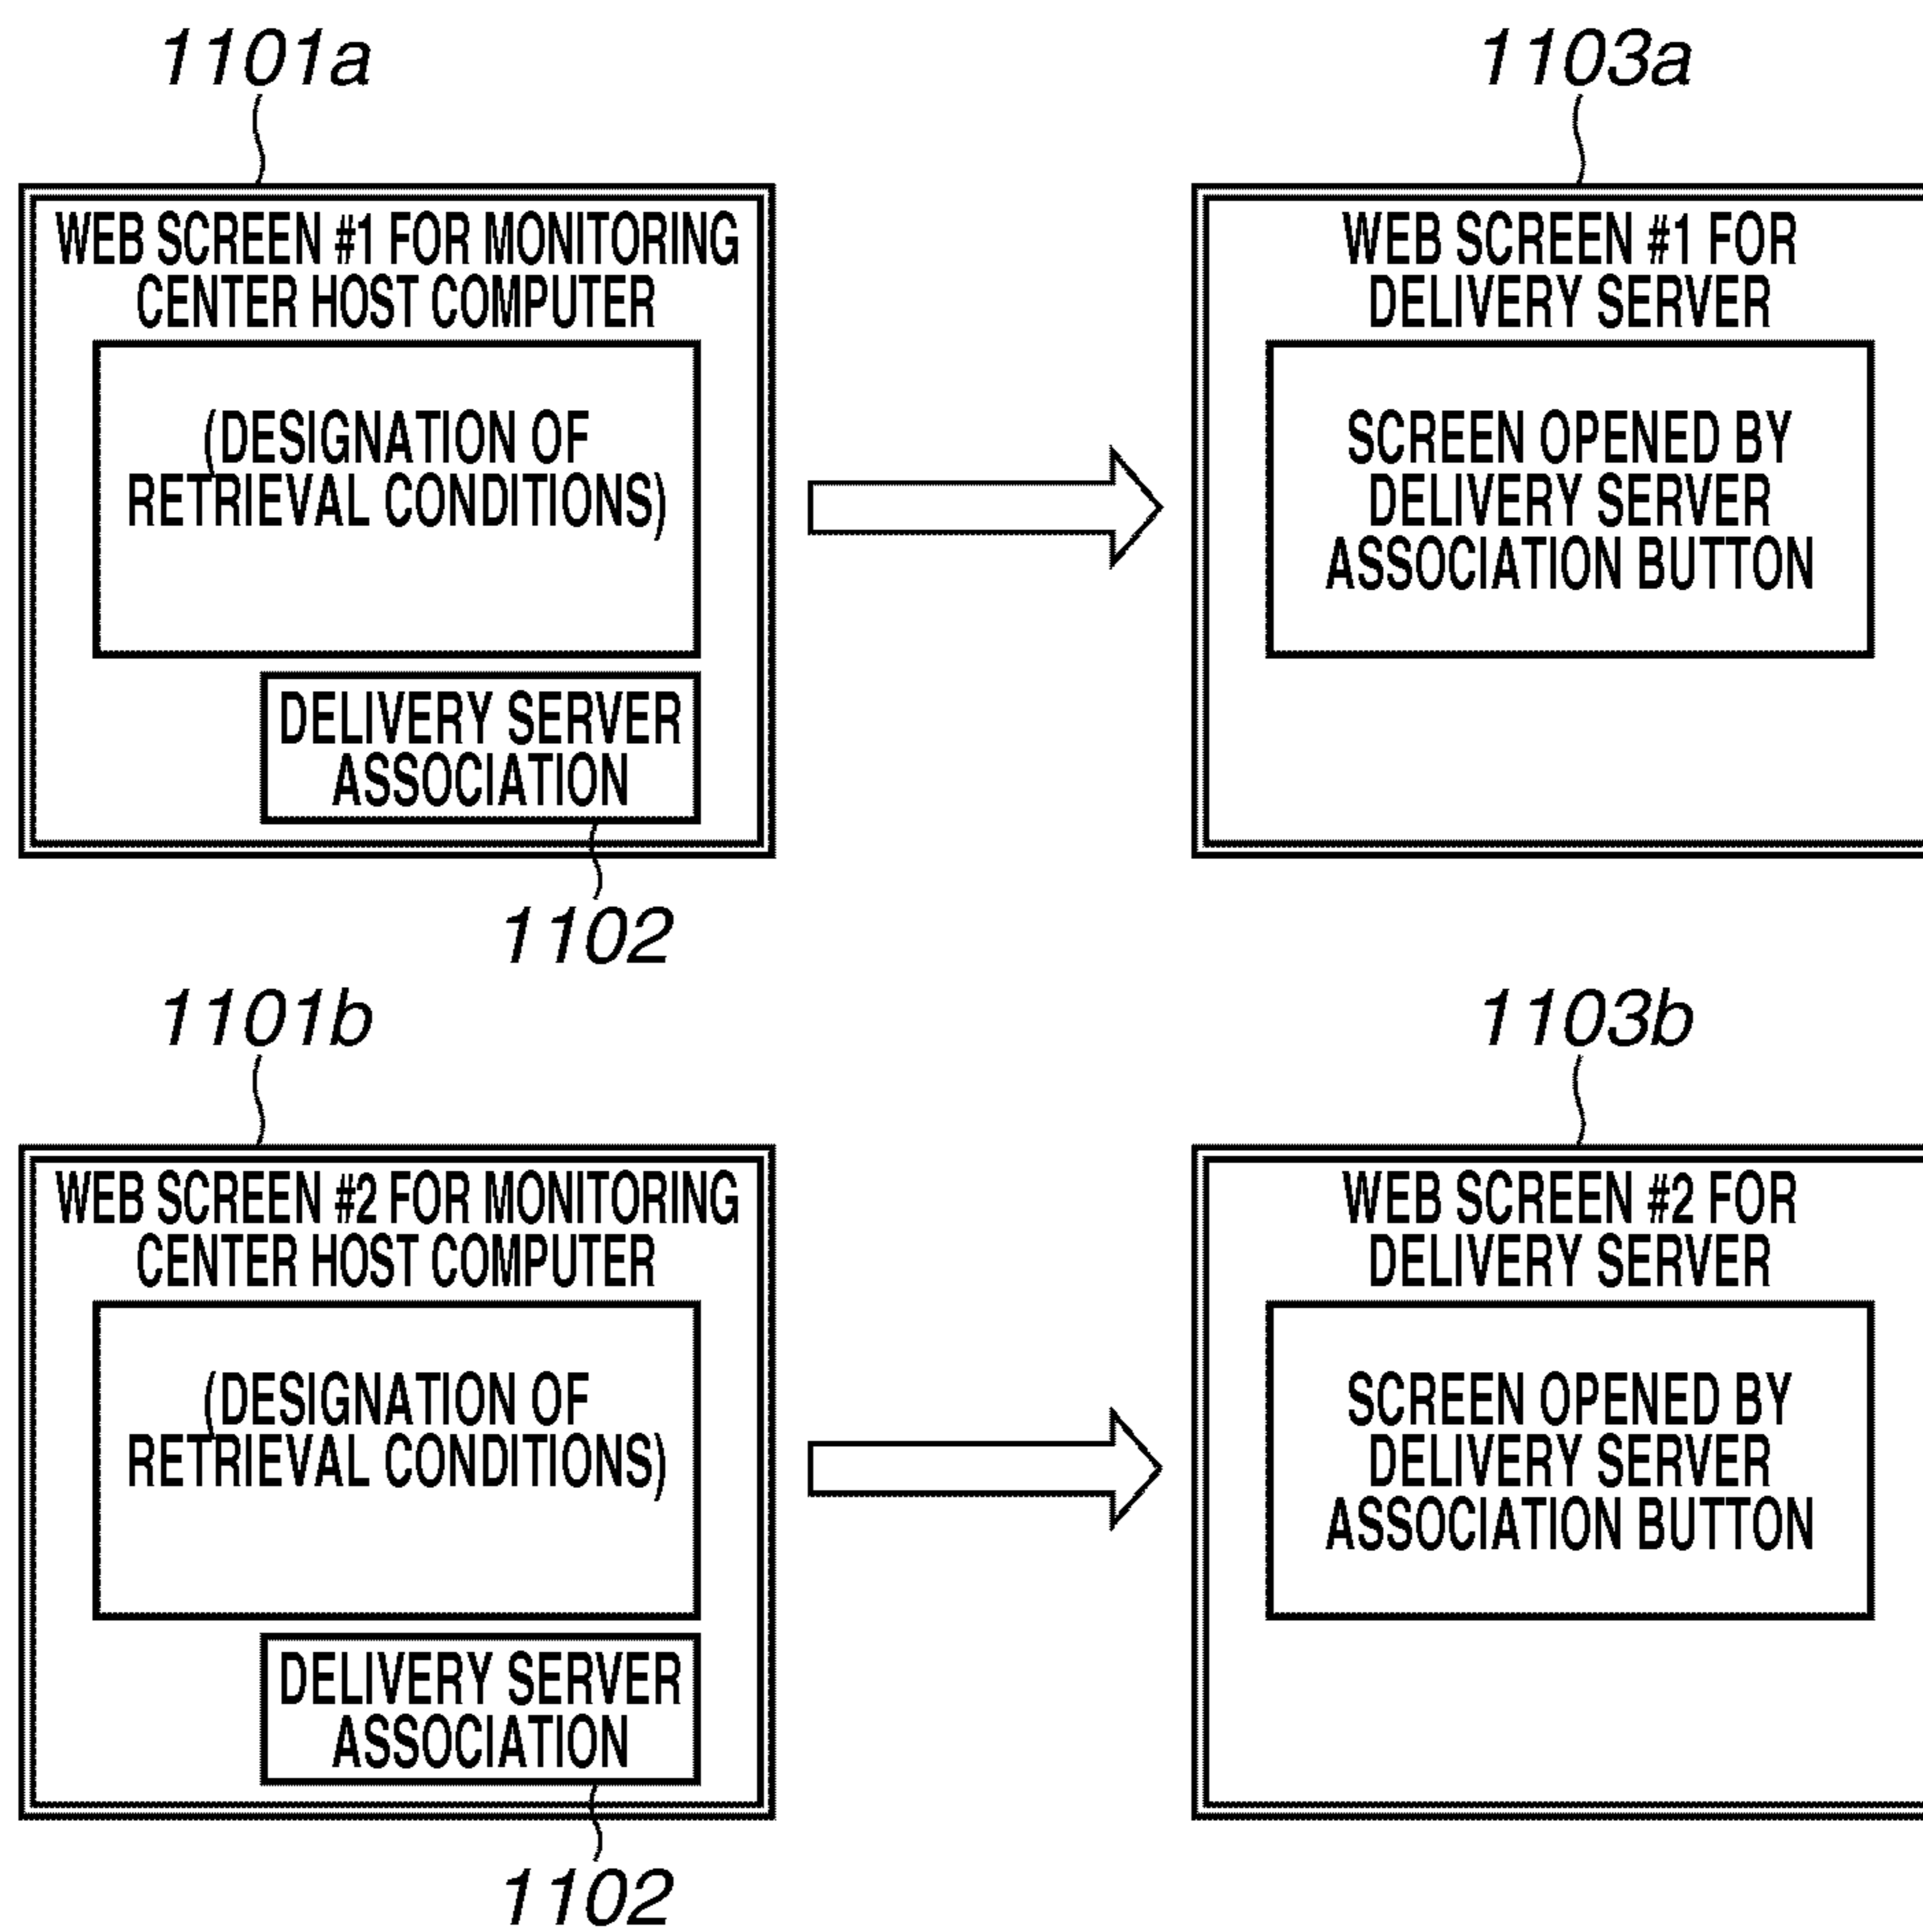 1101a
WEB SCREEN #1 FOR MONITORING
CENTER HOST COMPUTER
(DESIGNATION OF
RETRIEVAL CONDITIONS)
DELIVERY SERVER
ASSOCIATION
1102
1103a
WEB SCREEN #1 FOR
DELIVERY SERVER
SCREEN OPENED BY
DELIVERY SERVER
ASSOCIATION BUTTON
1101b
WEB SCREEN #2 FOR MONITORING
CENTER HOST COMPUTER
(DESIGNATION OF
RETRIEVAL CONDITIONS)
DELIVERY SERVER
ASSOCIATION
1102
1103b
WEB SCREEN #2 FOR
DELIVERY SERVER
SCREEN OPENED BY
DELIVERY SERVER
ASSOCIATION BUTTON